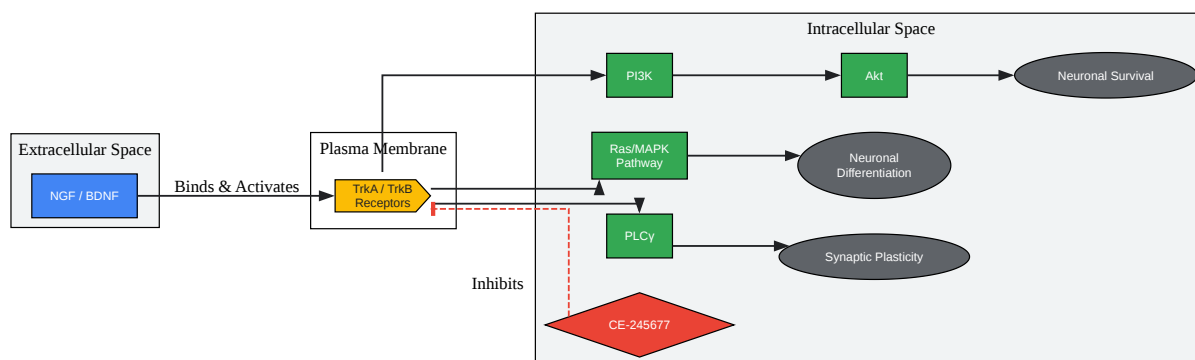 Intracellular Space
PI3K
Akt
Neuronal Survival
Extracellular Space
NGF / BDNF
Binds & Activates
Plasma Membrane
TrkA / TrkB
Receptors
Ras/MAPK
Pathway
Neuronal
Differentiation
PLCγ
Synaptic Plasticity
Inhibits
CE-245677